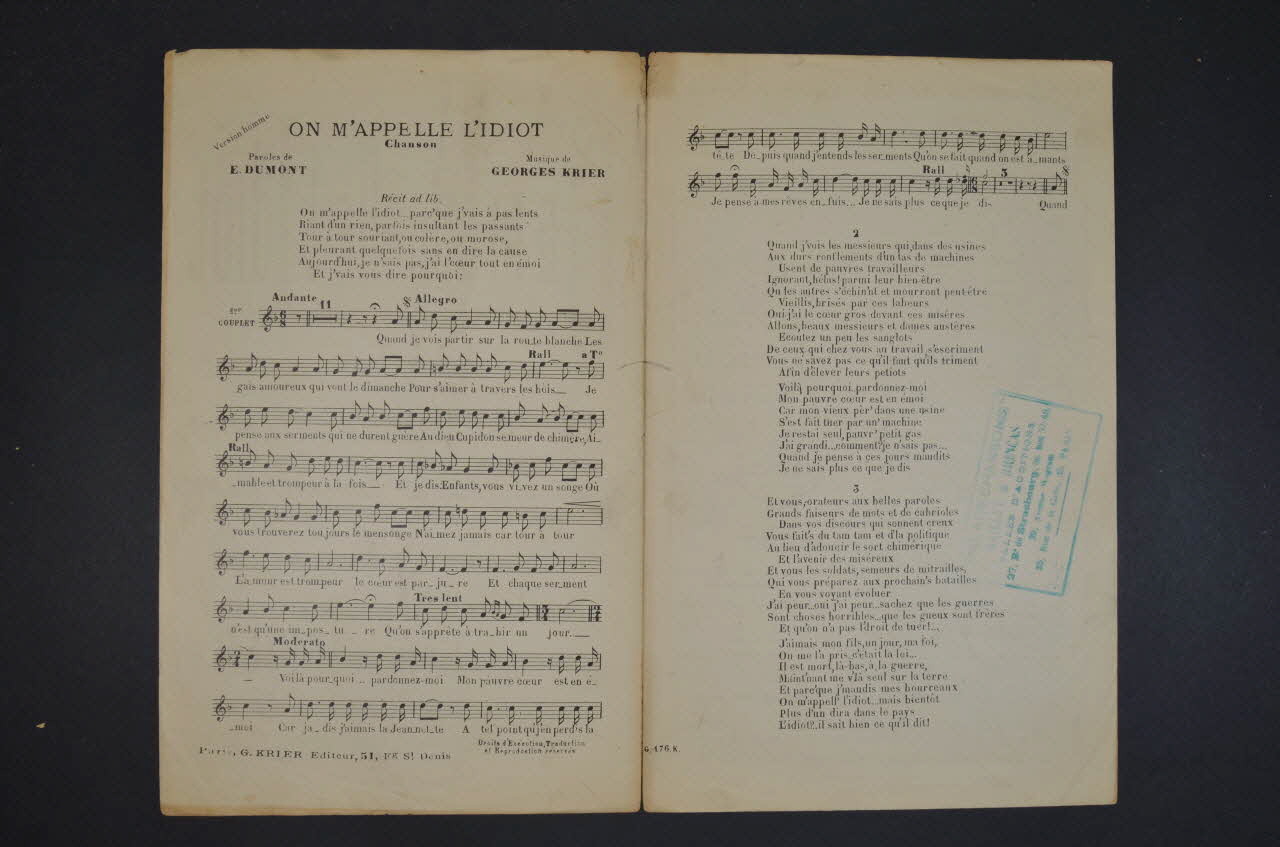 Version homme
ON M'APPELLE L'IDIOT
Chanson
Paroles de
E. DUMONT
Musique de
GEORGES KRIER
Récit ad lib.
On m'appelle l'idiot... parc'que j'vais à pas lents
Riant d'un rien, parfois insultant les passants
Tour à tour souriant, ou colère, ou morose,
Et pleurant quelquefois sans en dire la cause
Aujourd'hui, je n'sais pas, j'ai l'cœur tout en émoi
Et j'vais vous dire pourquoi:
Andante
11
Allegro
1er COUPLET
Quand je vois partir sur la rou_te blanche Les
Rall
a T°
gais amoureux qui vont le dimanche Pour s'aimer à travers les bois_ Je
pense aux serments qui ne durent guère Au dieu Cupidon se_meur de chimère, Ai_
Rall
_mable et trompeur à la fois_ Et je dis: Enfants, vous vi_vez un songe Où
vous trouverez tou_jours le mensonge N'ai_mez jamais car tour à tour
L'a_mour est trompeur le cœur est par_ju_re Et chaque ser_ment
Tres lent
n'est qu'une im_pos_tu_re Qu'on s'apprête à tra_hir un jour._
Moderato
Voilà pour_quoi... pardonnez-moi Mon pauvre cœur est en é_
_moi Car ja_dis j'aimais la Jean_net_te A tel point qu'j'en perdis la
Paris, G. KRIER Editeur, 51, Fg St Denis
Droits d'Exécution, Traduction
et Reproduction réservés
tê_te De_puis quand j'entends les ser_ments Qu'on se fait quand on est a_mants
Rall
3
Je pense à mes rêves en_fuis... Je ne sais plus ce que je dis_ Quand
2
Quand j'vois les messieurs qui, dans des usines
Aux durs ronflements d'un tas de machines
Usent de pauvres travailleurs
Ignorant, hélas! parmi leur bien-être
Qu'les autres s'échin'nt et mourront peut-être
Vieillis, brisés par ces labeurs
Oui j'ai le cœur gros devant ces misères
Allons, beaux messieurs et dames austères
Ecoutez un peu les sanglots
De ceux qui chez vous au travail s'escriment
Vous ne savez pas ce qu'il faut qu'ils triment
Afin d'élever leurs petiots
Voilà pourquoi, pardonnez-moi
Mon pauvre cœur est en émoi
Car mon vieux pèr' dans une usine
S'est fait tuer par un' machine
Je restai seul, pauvr' petit gas
J'ai grandi...comment? je n'sais pas...
Quand je pense à ces jours maudits
Je ne sais plus ce que je dis
3
Et vous, orateurs aux belles paroles
Grands faiseurs de mots et de cabrioles
Dans vos discours qui sonnent creux
Vous fait's du tam tam et d'la politique
Au lieu d'adoucir le sort chimérique
Et l'avenir des miséreux
Et vous les soldats, semeurs de mitrailles,
Qui vous préparez aux prochain's batailles
En vous voyant évoluer
J'ai peur...oui j'ai peur...sachez que les guerres
Sont choses horribles...que les gueux sont frères
Et qu'on n'a pas l'droit de tuer!...
J'aimais mon fils, un jour, ma foi,
On me l'a pris...c'était la loi...
Il est mort, là-bas, à la guerre,
Maint'nant me v'là seul sur la terre
Et parc'que j'maudis mes bourreaux
On m'appell' l'idiot...mais bientôt
Plus d'un dira dans le pays
L'idiot?..il sait bien ce qu'il dit!
G. 176. K.
SALLES D'AUDITIONS
27, Bd de Strasbourg